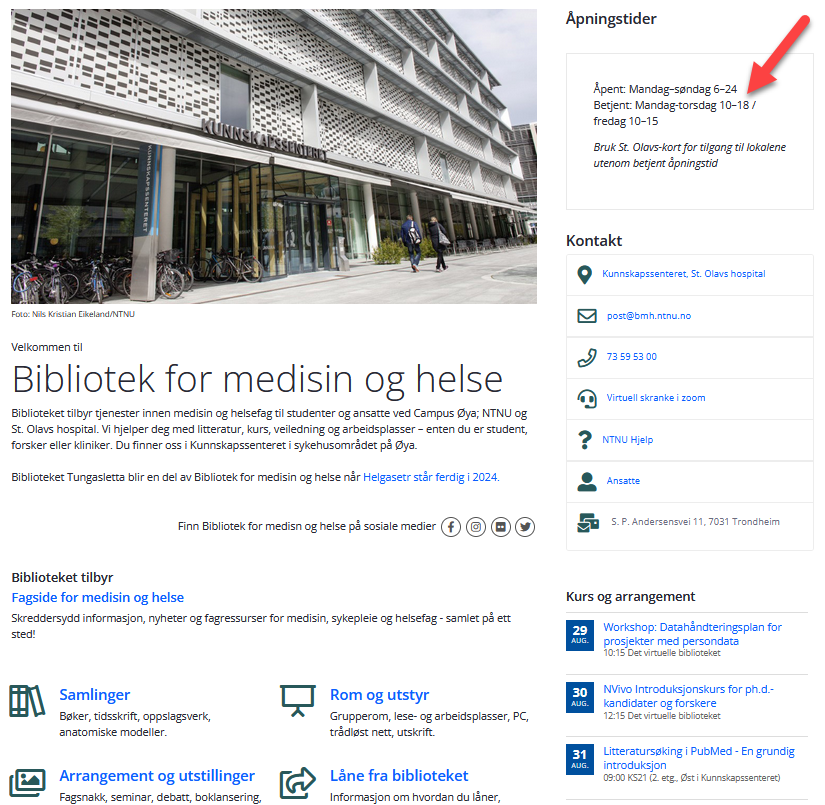 KUNNSKAPSSENTERET
KUNNSKAPSSENTERET
Foto: Nils Kristian Eikeland/NTNU
Velkommen til
Bibliotek for medisin og helse
Biblioteket tilbyr tjenester innen medisin og helsefag til studenter og ansatte ved Campus Øya; NTNU og
St. Olavs hospital. Vi hjelper deg med litteratur, kurs, veiledning og arbeidsplasser – enten du er student,
forsker eller kliniker. Du finner oss i Kunnskapssenteret i sykehusområdet på Øya.
Biblioteket Tungasletta blir en del av Bibliotek for medisin og helse når Helgasetr står ferdig i 2024.
Finn Bibliotek for medisn og helse på sosiale medier
Biblioteket tilbyr
Fagside for medisin og helse
Skreddersydd informasjon, nyheter og fagressurser for medisin, sykepleie og helsefag - samlet på ett
sted!
Samlinger
Bøker, tidsskrift, oppslagsverk,
anatomiske modeller.
Rom og utstyr
Grupperom, lese- og arbeidsplasser, PC,
trådløst nett, utskrift.
Arrangement og utstillinger
Fagsnakk, seminar, debatt, boklansering,
Låne fra biblioteket
Informasjon om hvordan du låner,
Åpningstider
Åpent: Mandag–søndag 6–24
Betjent: Mandag-torsdag 10–18 /
fredag 10–15
Bruk St. Olavs-kort for tilgang til lokalene
utenom betjent åpningstid
Kontakt
Kunnskapssenteret, St. Olavs hospital
post@bmh.ntnu.no
73 59 53 00
Virtuell skranke i zoom
NTNU Hjelp
Ansatte
S. P. Andersensvei 11, 7031 Trondheim
Kurs og arrangement
29
AUG.
Workshop: Datahåndteringsplan for
prosjekter med persondata
10:15 Det virtuelle biblioteket
30
AUG.
NVivo Introduksjonskurs for ph.d.-
kandidater og forskere
12:15 Det virtuelle biblioteket
31
AUG.
Litteratursøking i PubMed - En grundig
introduksjon
09:00 KS21 (2. etg., Øst i Kunnskapssenteret)